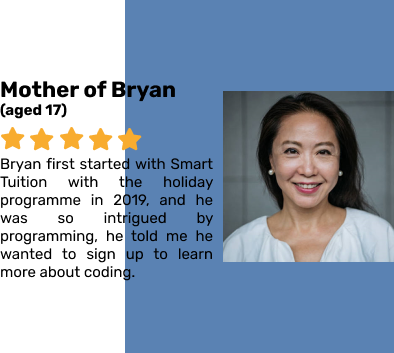 Mother of Bryan
(aged 17)
Bryan first started with Smart
Tuition with the holiday
programme in 2019, and he
was so intrigued by
programming, he told me he
wanted to sign up to learn
more about coding.